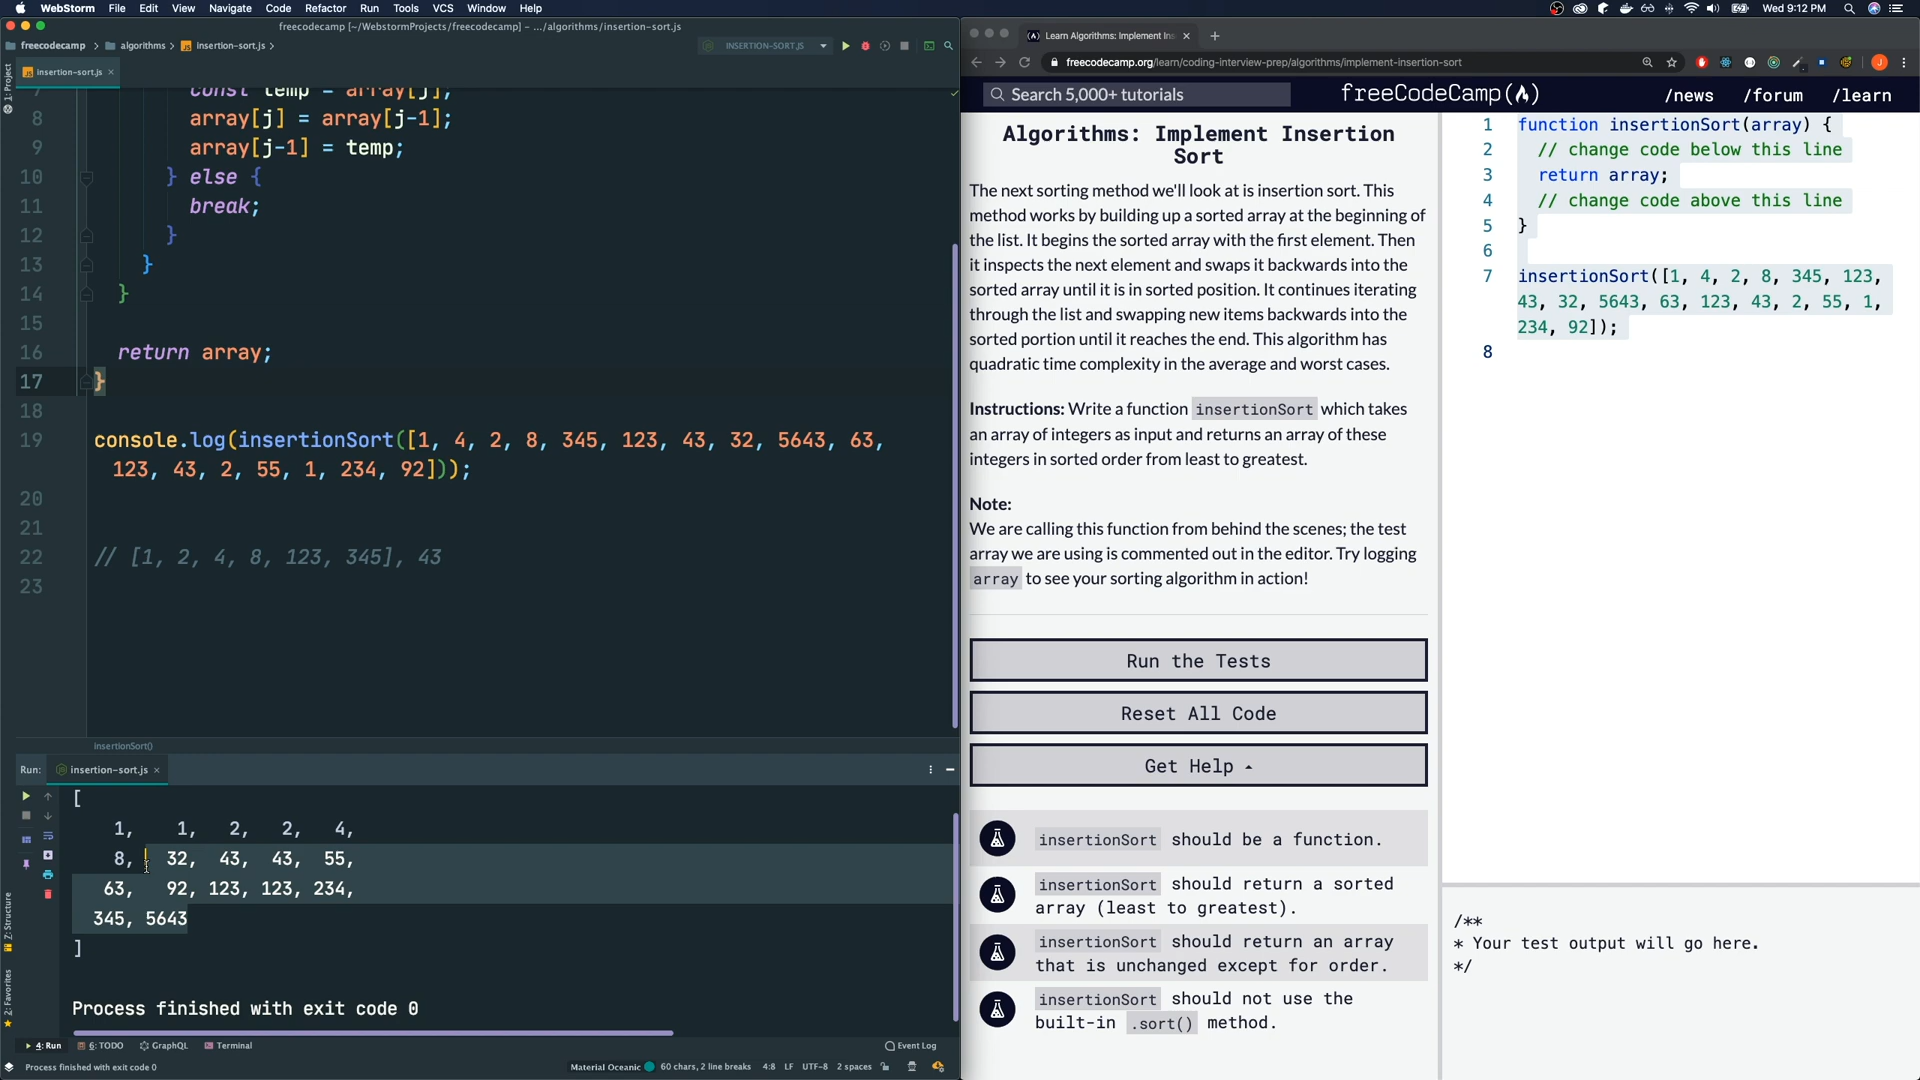 WebStorm File Edit View Navigate Code Refactor Run Tools VCS Window Help
Wed 9:12 PM
freecodecamp [~/WebstormProjects/freecodecamp] – .../algorithms/insertion-sort.js
freecodecamp algorithms insertion-sort.js
INSERTION-SORT.JS
insertion-sort.js
1: Project
7 const temp = array[j];
8 array[j] = array[j-1];
9 array[j-1] = temp;
10 } else {
11 break;
12 }
13 }
14 }
15
16 return array;
17 }
18
19 console.log(insertionSort([1, 4, 2, 8, 345, 123, 43, 32, 5643, 63,
123, 43, 2, 55, 1, 234, 92]));
20
21
22 // [1, 2, 4, 8, 123, 345], 43
23
insertionSort()
Run: insertion-sort.js
[
1, 1, 2, 2, 4,
8, 32, 43, 43, 55,
63, 92, 123, 123, 234,
345, 5643
]
Process finished with exit code 0
Z: Structure
2: Favorites
4: Run 6: TODO GraphQL Terminal
Event Log
Process finished with exit code 0
Material Oceanic 60 chars, 2 line breaks 4:8 LF UTF-8 2 spaces
Learn Algorithms: Implement Ins
freecodecamp.org/learn/coding-interview-prep/algorithms/implement-insertion-sort
J
Search 5,000+ tutorials
freeCodeCamp
/news /forum /learn
Algorithms: Implement Insertion
Sort
The next sorting method we'll look at is insertion sort. This
method works by building up a sorted array at the beginning of
the list. It begins the sorted array with the first element. Then
it inspects the next element and swaps it backwards into the
sorted array until it is in sorted position. It continues iterating
through the list and swapping new items backwards into the
sorted portion until it reaches the end. This algorithm has
quadratic time complexity in the average and worst cases.
Instructions: Write a function insertionSort which takes
an array of integers as input and returns an array of these
integers in sorted order from least to greatest.
Note:
We are calling this function from behind the scenes; the test
array we are using is commented out in the editor. Try logging
array to see your sorting algorithm in action!
Run the Tests
Reset All Code
Get Help
insertionSort should be a function.
insertionSort should return a sorted
array (least to greatest).
insertionSort should return an array
that is unchanged except for order.
insertionSort should not use the
built-in .sort() method.
1 function insertionSort(array) {
2 // change code below this line
3 return array;
4 // change code above this line
5 }
6
7 insertionSort([1, 4, 2, 8, 345, 123,
43, 32, 5643, 63, 123, 43, 2, 55, 1,
234, 92]);
8
/**
* Your test output will go here.
*/